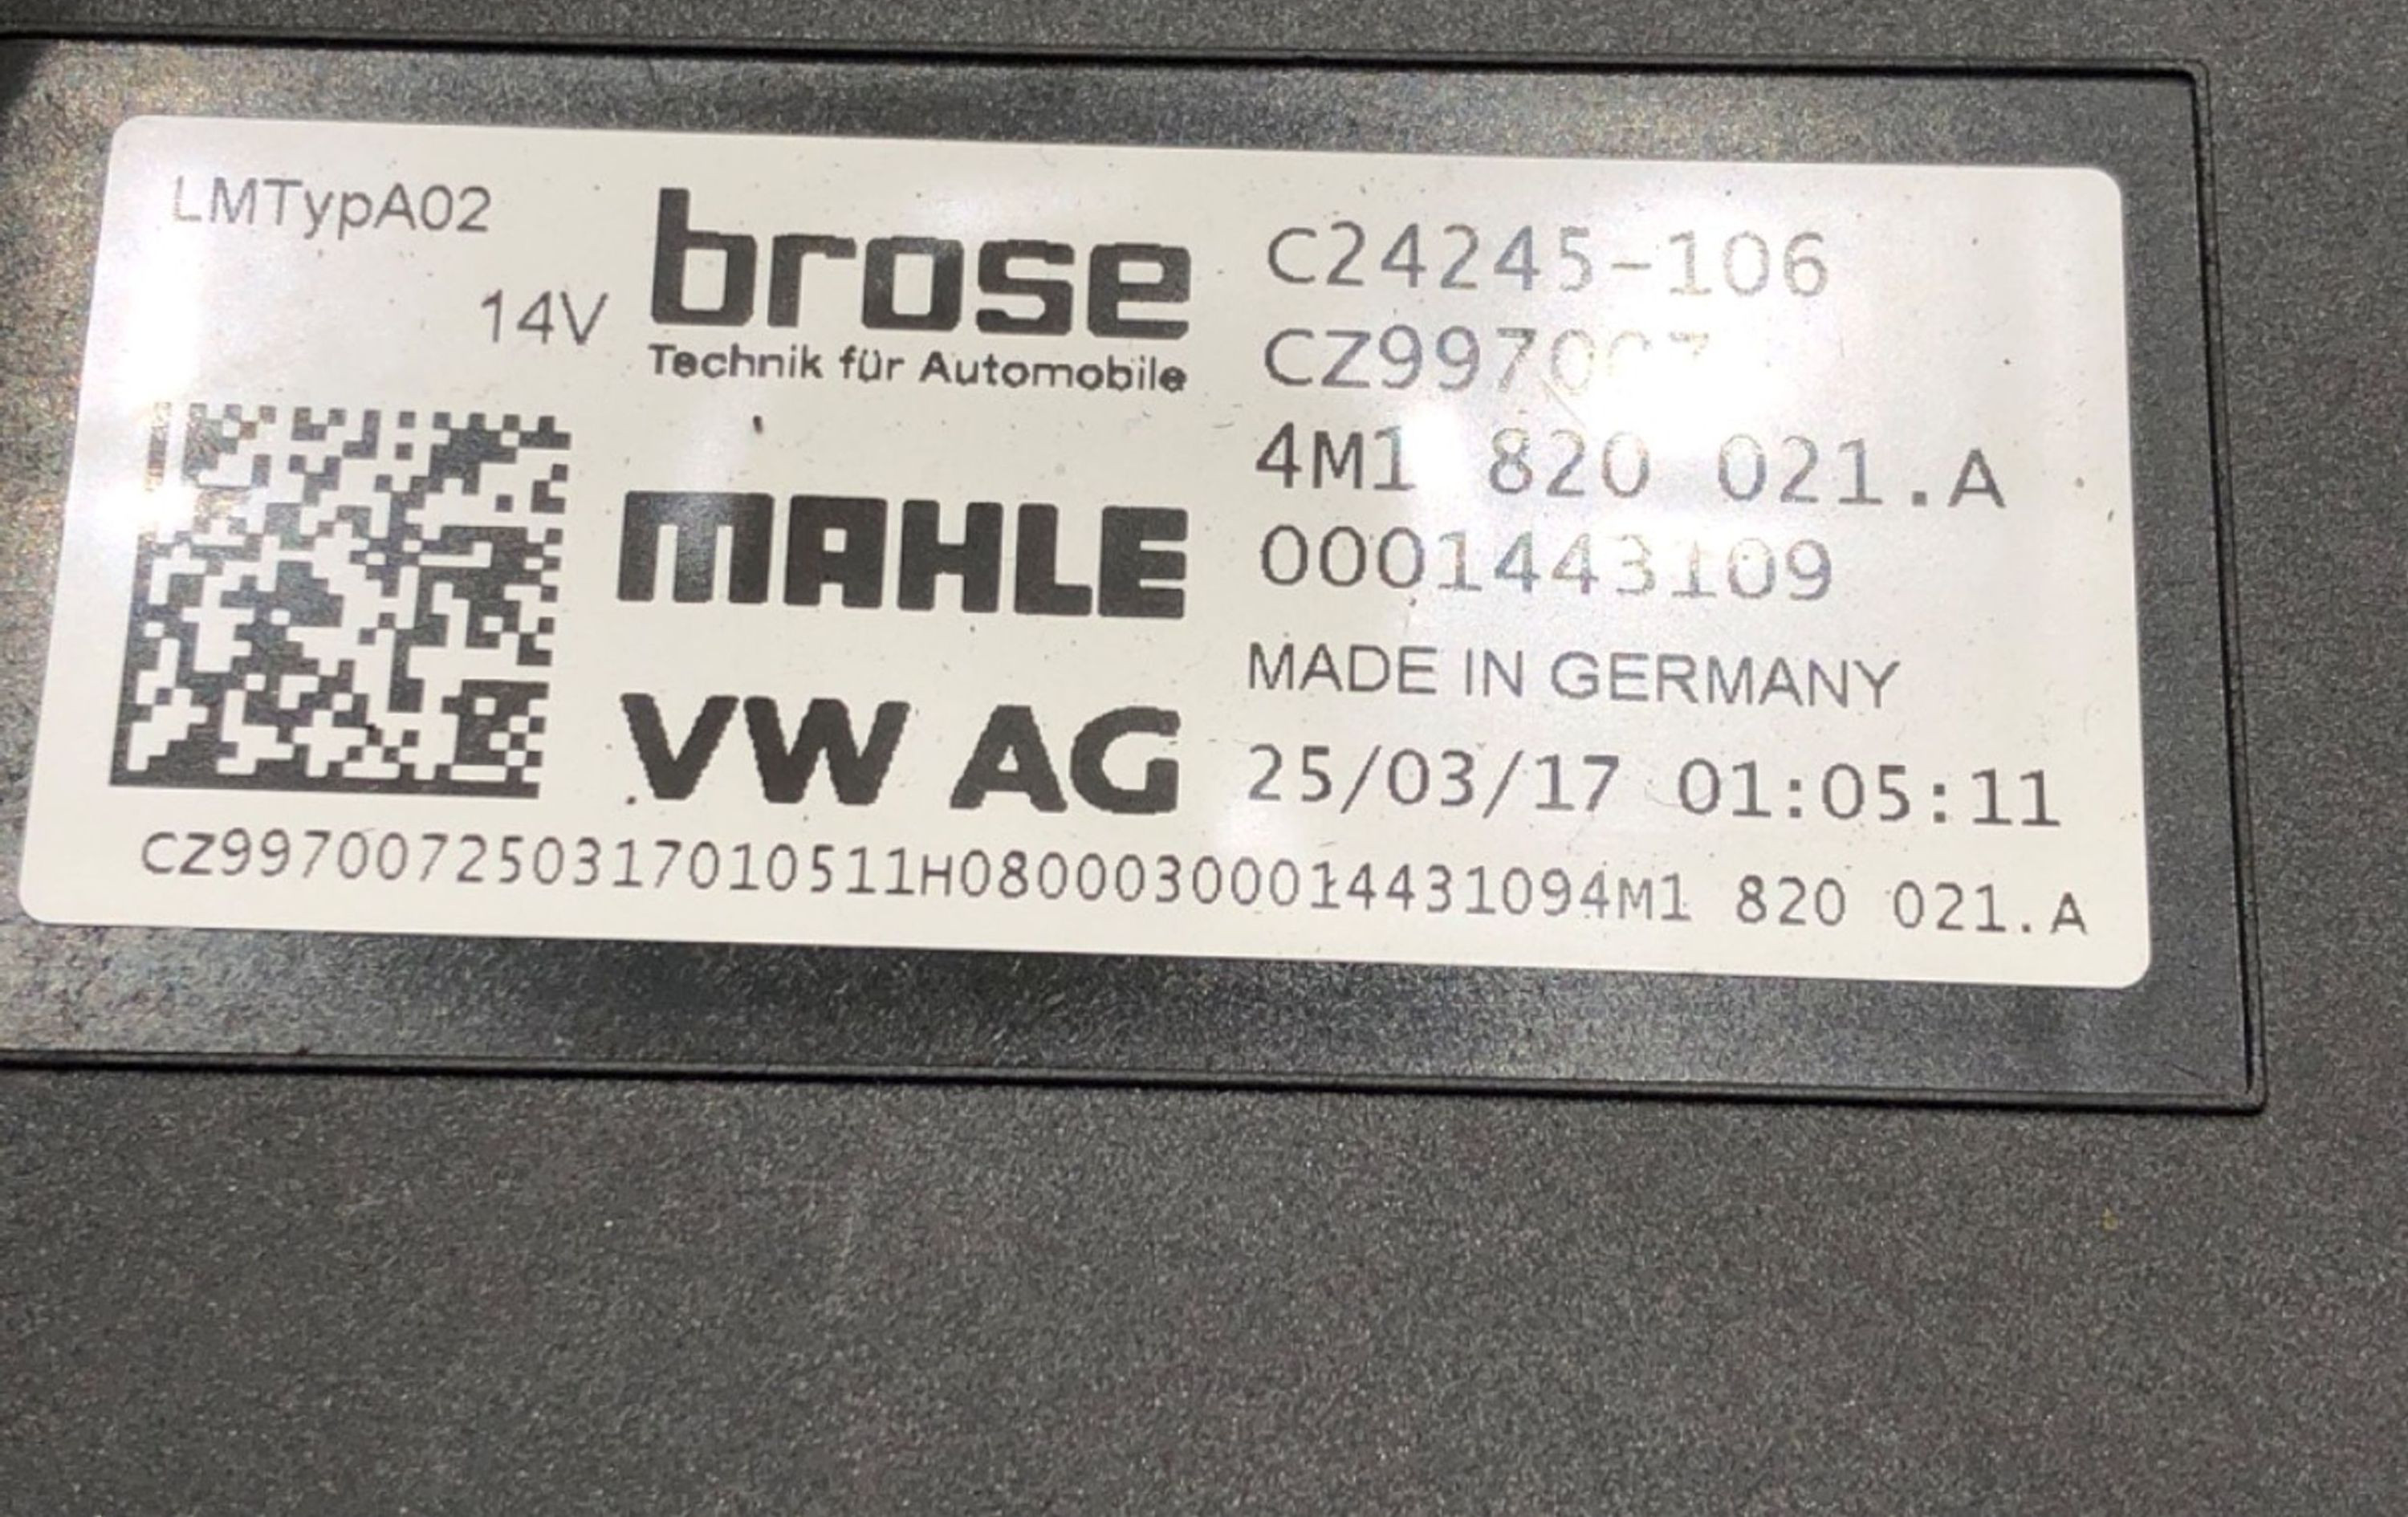 LMTypA02
14V
brose
Technik für Automobile
MAHLE
VW AG
C24245-106
4M1 820 021.A
0001443109
MADE IN GERMANY
25/03/17 01:05:11
CZ997007250317010511H08000300014431094M1 820 021.A